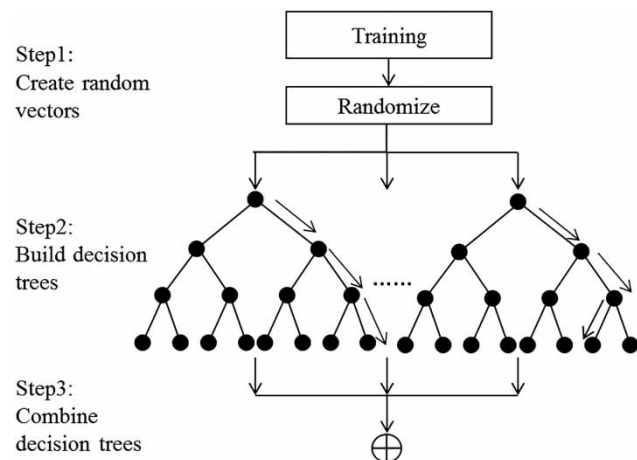 Training
Step1:
Create random
vectors
Randomize
Step2:
Build decision
trees
......
Step3:
Combine
decision trees